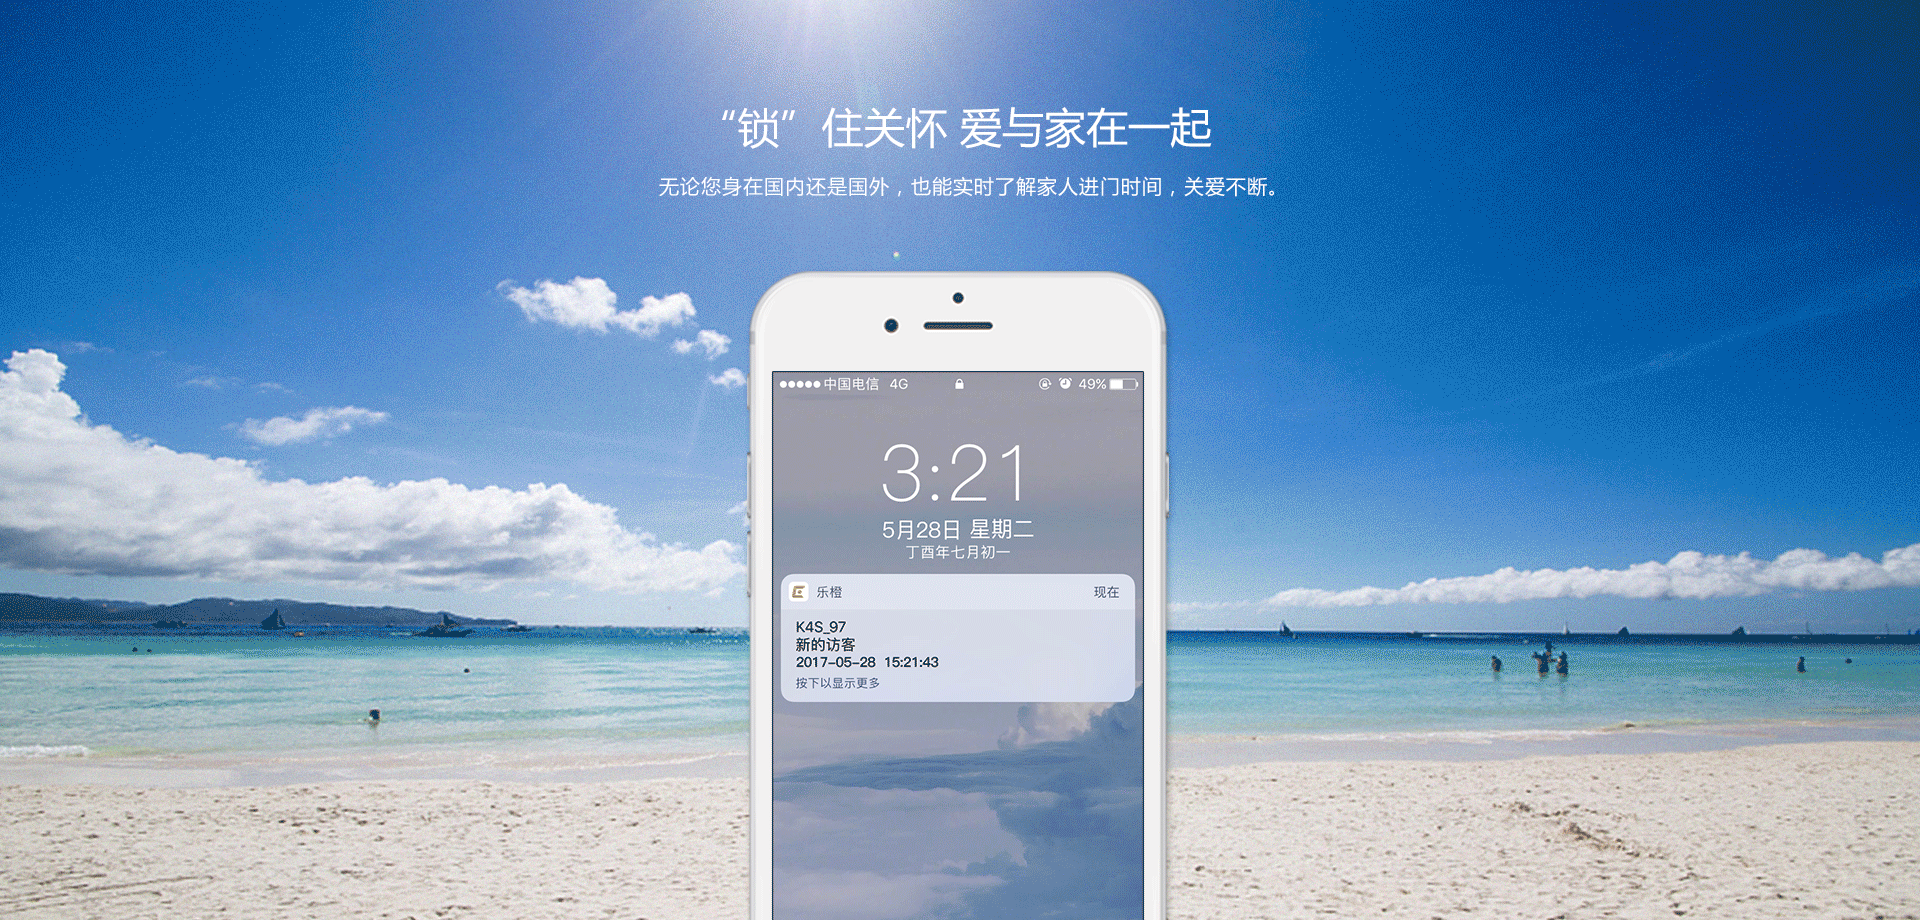 “锁”住关怀 爱与家在一起
无论您身在国内还是国外，也能实时了解家人进门时间，关爱不断。
中国电信 4G 49%
3:21
5月28日 星期二
丁酉年七月初一
乐橙 现在
K4S_97
新的访客
2017-05-28 15:21:43
按下以显示更多